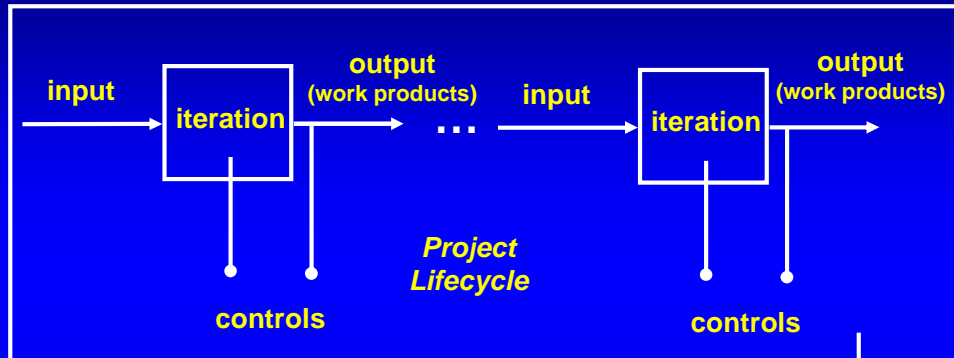 input
iteration
output
(work products)
...
input
iteration
output
(work products)
Project
Lifecycle
controls
controls